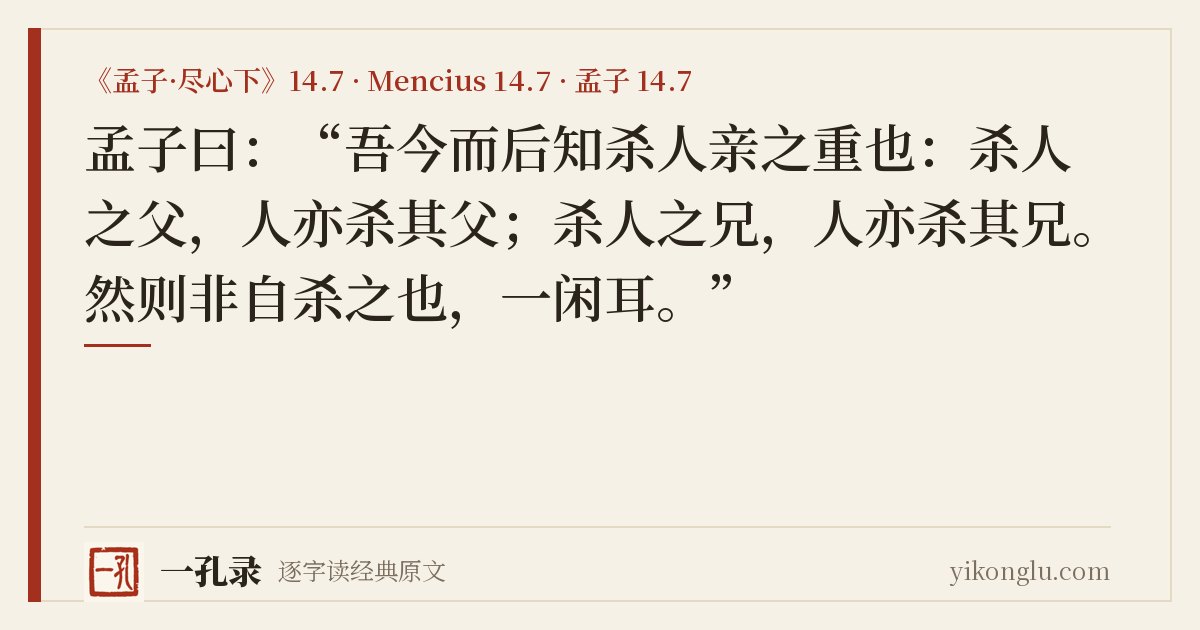 《孟子·尽心下》14.7 · Mencius 14.7 · 孟子 14.7
孟子曰：“吾今而后知杀人亲之重也：杀人
之父，人亦杀其父；杀人之兄，人亦杀其兄。
然则非自杀之也，一闲耳。”
一孔
一孔录 逐字读经典原文 yikonglu.com